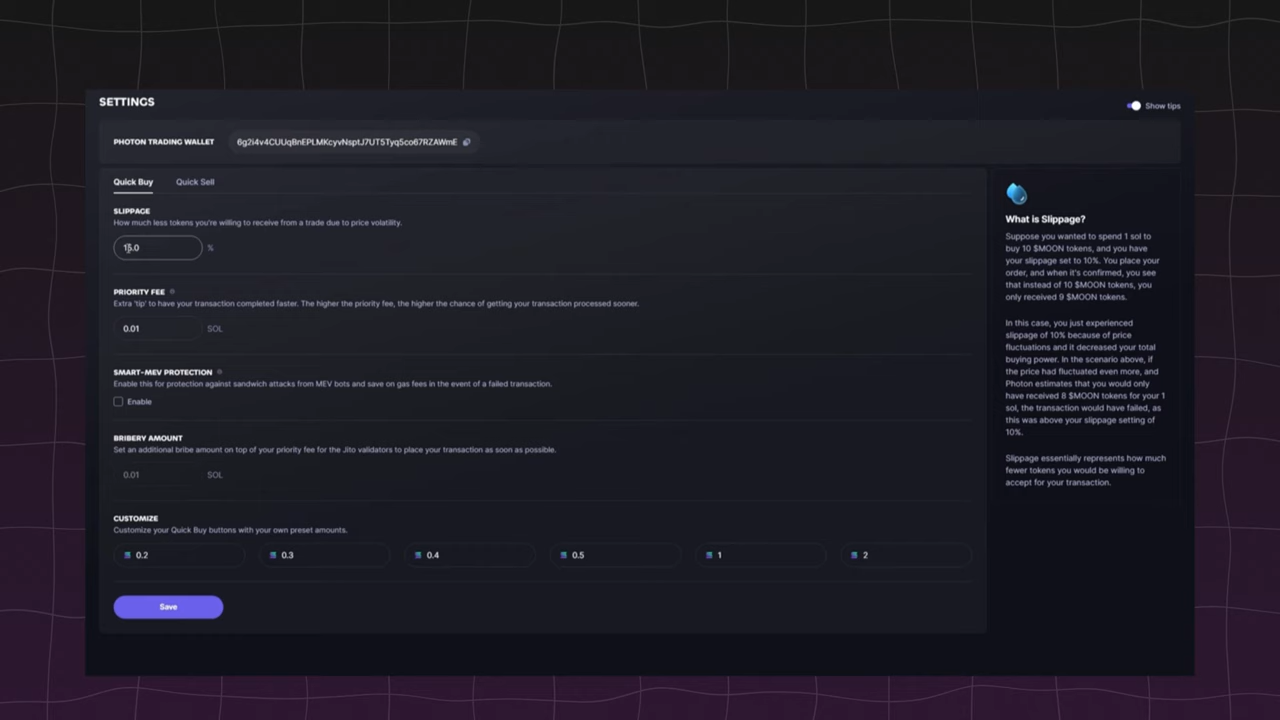 SETTINGS
Show tips
PHOTON TRADING WALLET 6g2i4v4CUUqBnEPLMKcyvNsptJ7UT5Tyq5co67RZAWmE
Quick Buy Quick Sell
SLIPPAGE
How much less tokens you're willing to receive from a trade due to price volatility.
15.0 %
PRIORITY FEE
Extra 'tip' to have your transaction completed faster. The higher the priority fee, the higher the chance of getting your transaction processed sooner.
0.01 SOL
SMART-MEV PROTECTION
Enable this for protection against sandwich attacks from MEV bots and save on gas fees in the event of a failed transaction.
Enable
BRIBERY AMOUNT
Set an additional bribe amount on top of your priority fee for the Jito validators to place your transaction as soon as possible.
0.01 SOL
CUSTOMIZE
Customize your Quick Buy buttons with your own preset amounts.
0.2 0.3 0.4 0.5 1 2
Save
What is Slippage?
Suppose you wanted to spend 1 sol to
buy 10 $MOON tokens, and you have
your slippage set to 10%. You place your
order, and when it's confirmed, you see
that instead of 10 $MOON tokens, you
only received 9 $MOON tokens.
In this case, you just experienced
slippage of 10% because of price
fluctuations and it decreased your total
buying power. In the scenario above, if
the price had fluctuated even more, and
Photon estimates that you would only
have received 8 $MOON tokens for your 1
sol, the transaction would have failed, as
this was above your slippage setting of
10%.
Slippage essentially represents how much
fewer tokens you would be willing to
accept for your transaction.